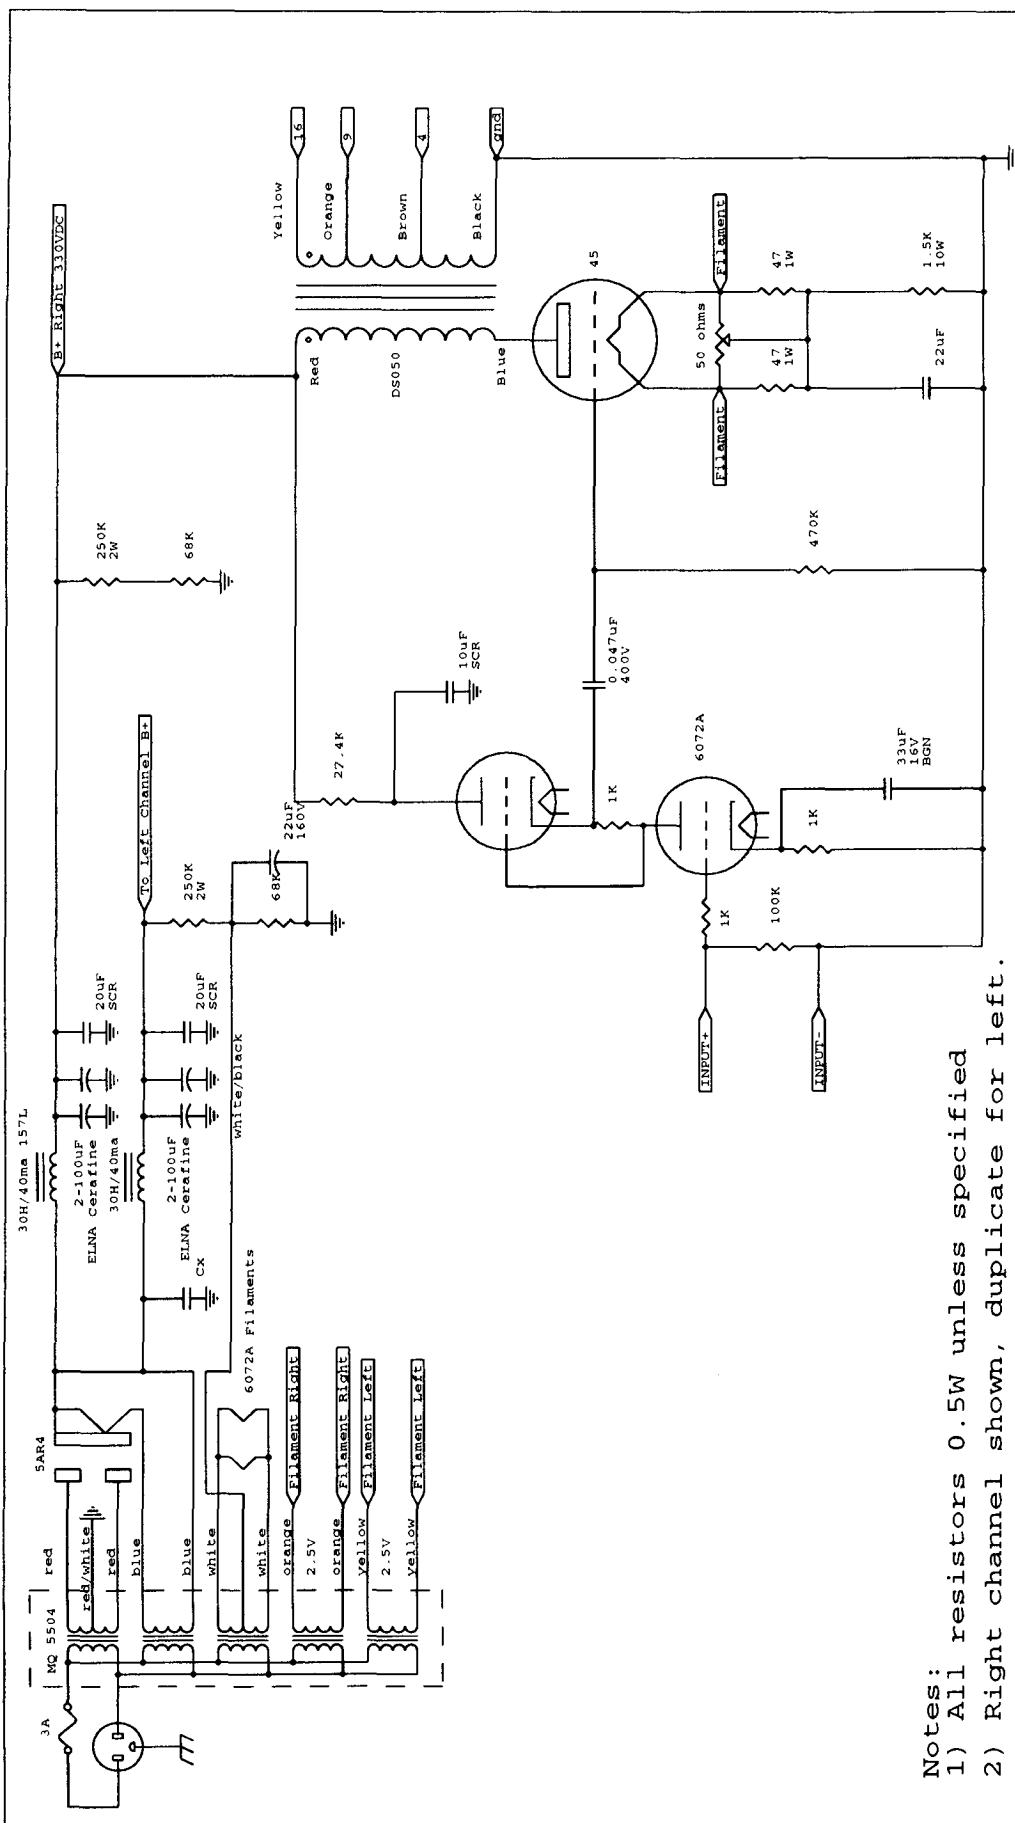 3A
MQ 5504
red
red/white
red
blue
blue
white
white
orange
2.5V
orange
yellow
2.5V
yellow
5AR4
Filament Right
Filament Right
Filament Left
Filament Left
6072A Filaments
30H/40ma 157L
2-100uF
ELNA Cerafine
30H/40ma
2-100uF
ELNA Cerafine
Cx
20uF
SCR
20uF
SCR
white/black
To Left Channel B+
250K
2W
68K
22uF
160V
250K
2W
68K
B+ Right 330VDC
27.4K
10uF
SCR
Red
DS050
Blue
Yellow
Orange
Brown
Black
16
9
4
gnd
45
0.047uF
400V
1K
6072A
INPUT+
INPUT-
1K
100K
1K
33uF
16V
BGN
470K
Filament
Filament
50 ohms
47
1W
47
1W
22uF
1.5K
10W
Notes:
1) All resistors 0.5W unless specified
2) Right channel shown, duplicate for left.